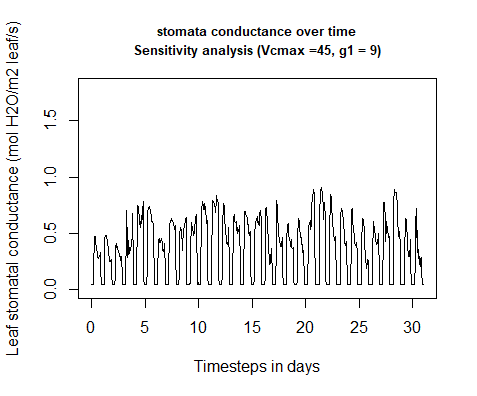 stomata conductance over time
Sensitivity analysis (Vcmax =45, g1 = 9)
Leaf stomatal conductance (mol H2O/m2 leaf/s)
1.5
1.0
0.5
0.0
0 5 10 15 20 25 30
Timesteps in days